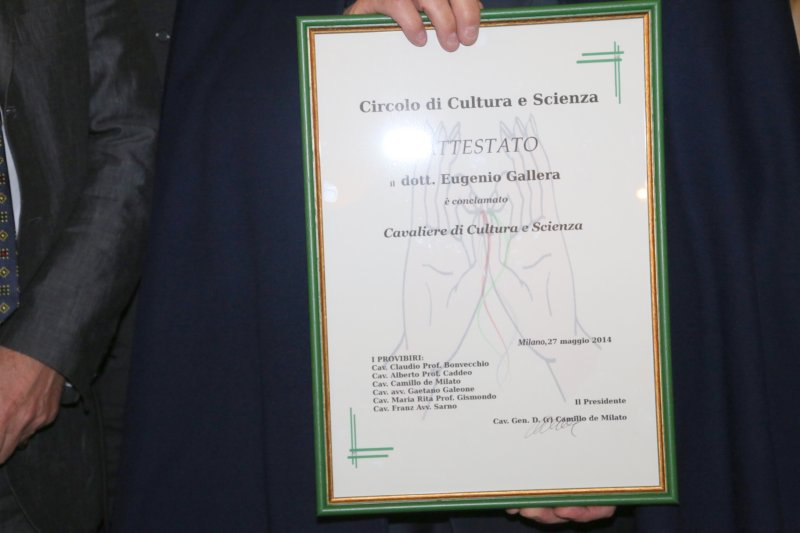 Circolo di Cultura e Scienza
ATTESTATO
Il dott. Eugenio Gallera
è conclamato
Cavaliere di Cultura e Scienza
Milano,27 maggio 2014
I PROVIBIRI:
Cav. Claudio Prof. Bonvecchio
Cav. Alberto Prof. Caddeo
Cav. Camillo de Milato
Cav. avv. Gaetano Galeone
Cav. Maria Rita Prof. Gismondo
Cav. Franz Avv. Sarno
Il Presidente
Cav. Gen. D. (r) Camillo de Milato